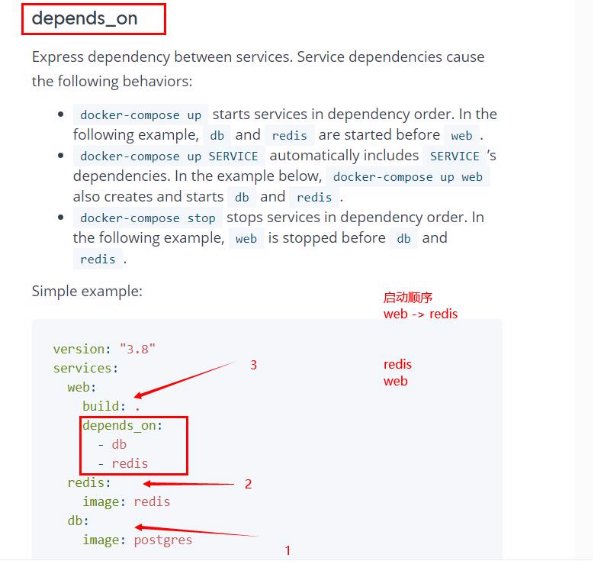 depends_on
Express dependency between services. Service dependencies cause
the following behaviors:
• docker-compose up starts services in dependency order. In the
following example, db and redis are started before web .
• docker-compose up SERVICE automatically includes SERVICE 's
dependencies. In the example below, docker-compose up web
also creates and starts db and redis .
• docker-compose stop stops services in dependency order. In
the following example, web is stopped before db and
redis .
Simple example:
启动顺序
web -> redis
redis
web
version: "3.8"
services:
web:
build: .
depends_on:
- db
- redis
redis:
image: redis
db:
image: postgres
3
2
1